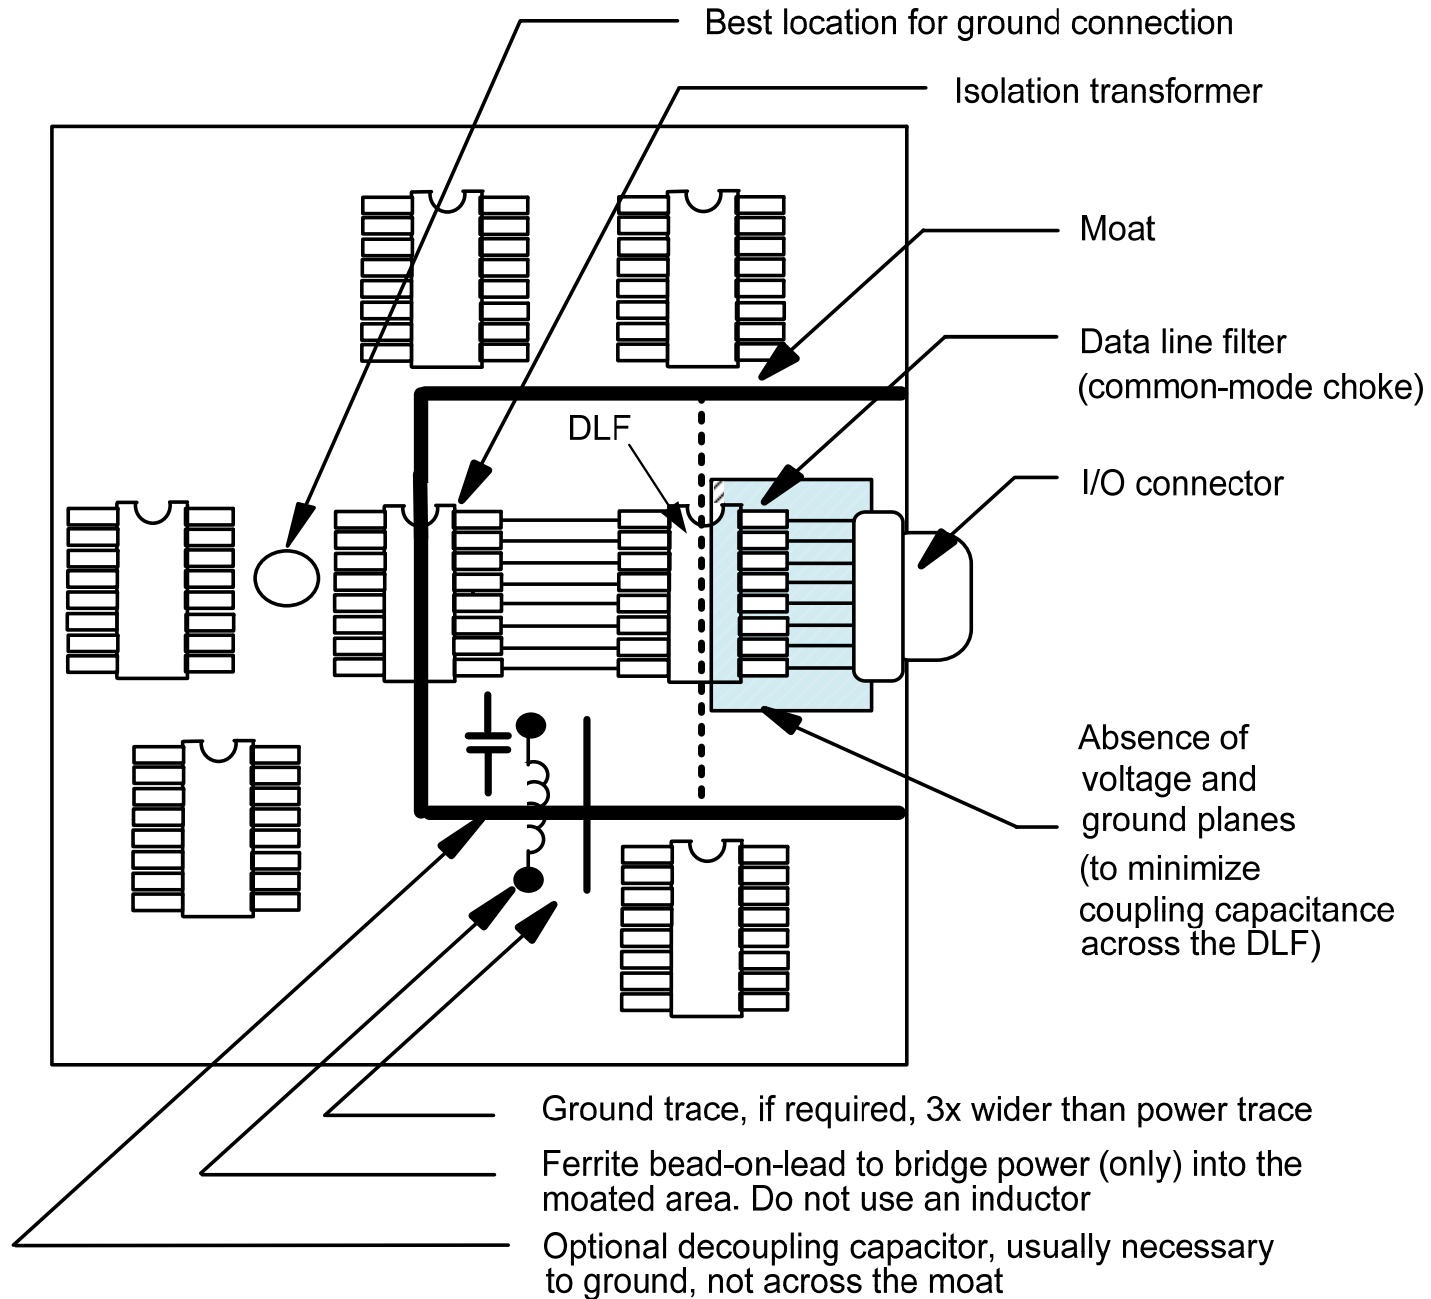 Best location for ground connection
Isolation transformer
Moat
Data line filter
(common-mode choke)
DLF
I/O connector
Absence of
voltage and
ground planes
(to minimize
coupling capacitance
across the DLF)
Ground trace, if required, 3x wider than power trace
Ferrite bead-on-lead to bridge power (only) into the
moated area. Do not use an inductor
Optional decoupling capacitor, usually necessary
to ground, not across the moat